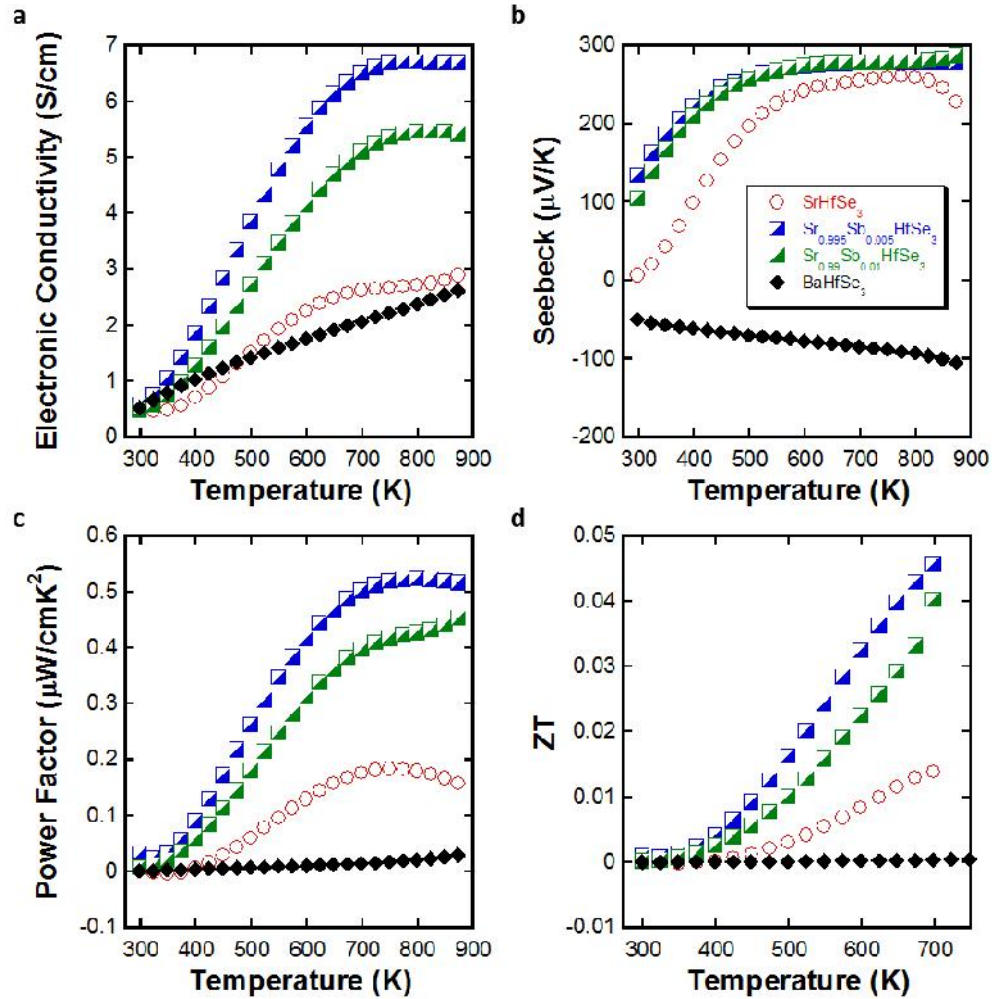 a
Electronic Conductivity (S/cm)
7
6
5
4
3
2
1
0
300 400 500 600 700 800 900
Temperature (K)
b
Seebeck (μV/K)
300
200
100
0
-100
-200
SrHfSe3
Sr0.995Sb0.005HfSe3
Sr0.99Sb0.01HfSe3
BaHfSe3
300 400 500 600 700 800 900
Temperature (K)
c
Power Factor (μW/cmK²)
0.6
0.5
0.4
0.3
0.2
0.1
0
-0.1
300 400 500 600 700 800 900
Temperature (K)
d
ZT
0.05
0.04
0.03
0.02
0.01
0
-0.01
300 400 500 600 700
Temperature (K)